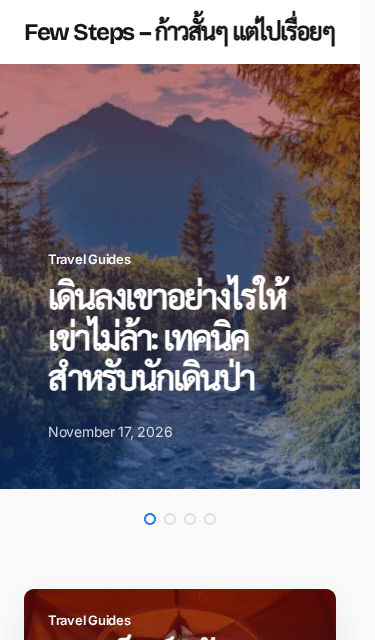 Few Steps – ก้าวสั้นๆ แต่ไปเรื่อยๆ
Travel Guides
เดินลงเขาอย่างไรให้
เข่าไม่ล้า: เทคนิค
สำหรับนักเดินป่า
November 17, 2026
Travel Guides